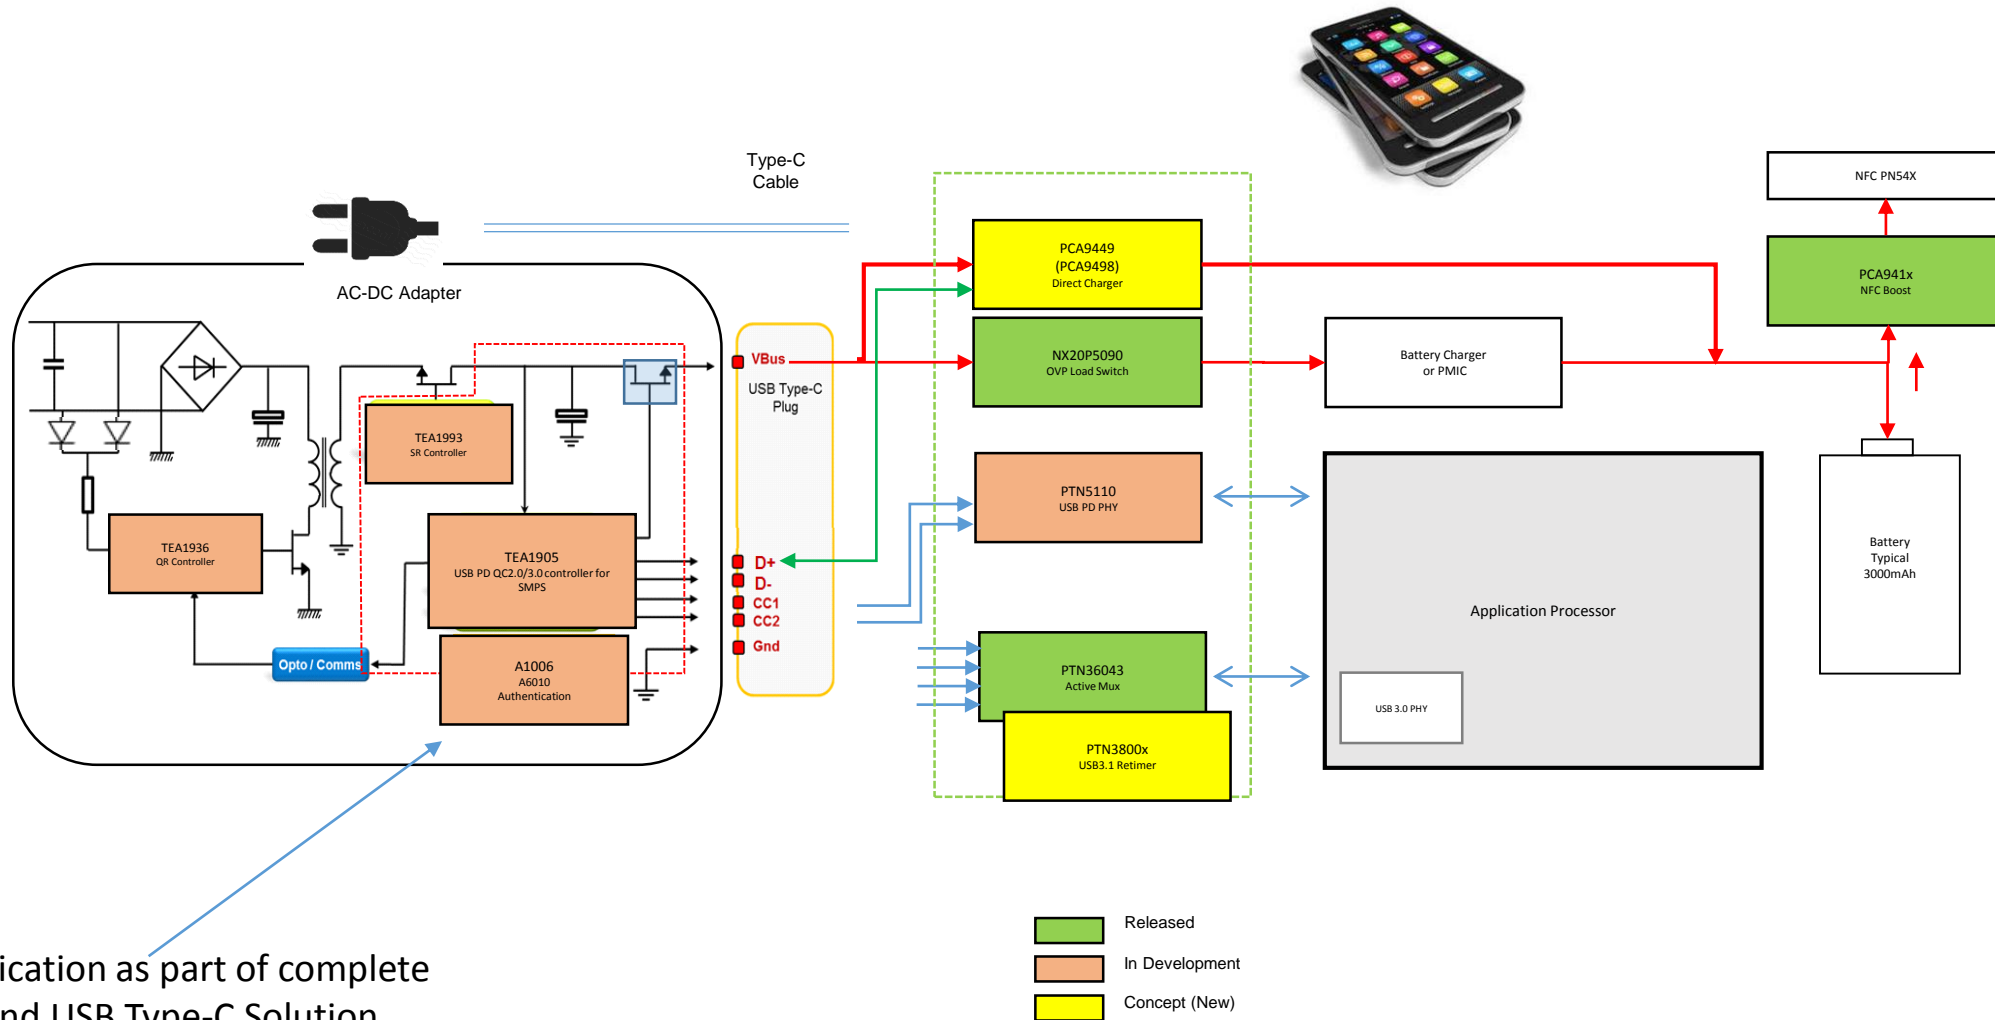 Type-C
Cable
AC-DC Adapter
NFC PN54X
PCA941x
NFC Boost
PCA9449
(PCA9498)
Direct Charger
NX20P5090
OVP Load Switch
Battery Charger
or PMIC
VBus
USB Type-C
Plug
D+
D-
CC1
CC2
Gnd
TEA1993
SR Controller
TEA1936
QR Controller
TEA1905
USB PD QC2.0/3.0 controller for
SMPS
Opto / Comms
A1006
A6010
Authentication
PTN5110
USB PD PHY
PTN36043
Active Mux
PTN3800x
USB3.1 Retimer
Application Processor
USB 3.0 PHY
Battery
Typical
3000mAh
ication as part of complete
nd USB Type-C Solution
Released
In Development
Concept (New)